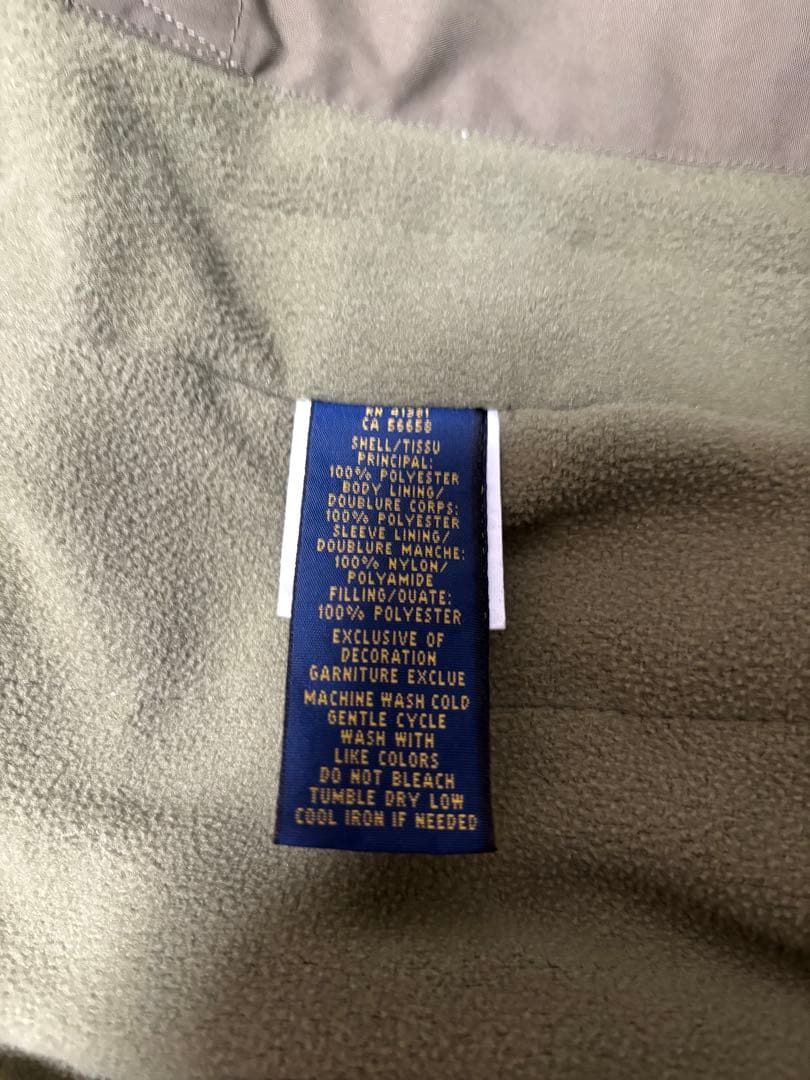 RN 41381
CA 56658
SHELL/TISSU
PRINCIPAL:
100% POLYESTER
BODY LINING/
DOUBLURE CORPS:
100% POLYESTER
SLEEVE LINING/
DOUBLURE MANCHE:
100% NYLON/
POLYAMIDE
FILLING/OUATE:
100% POLYESTER
EXCLUSIVE OF
DECORATION
GARNITURE EXCLUE
MACHINE WASH COLD
GENTLE CYCLE
WASH WITH
LIKE COLORS
DO NOT BLEACH
TUMBLE DRY LOW
COOL IRON IF NEEDED